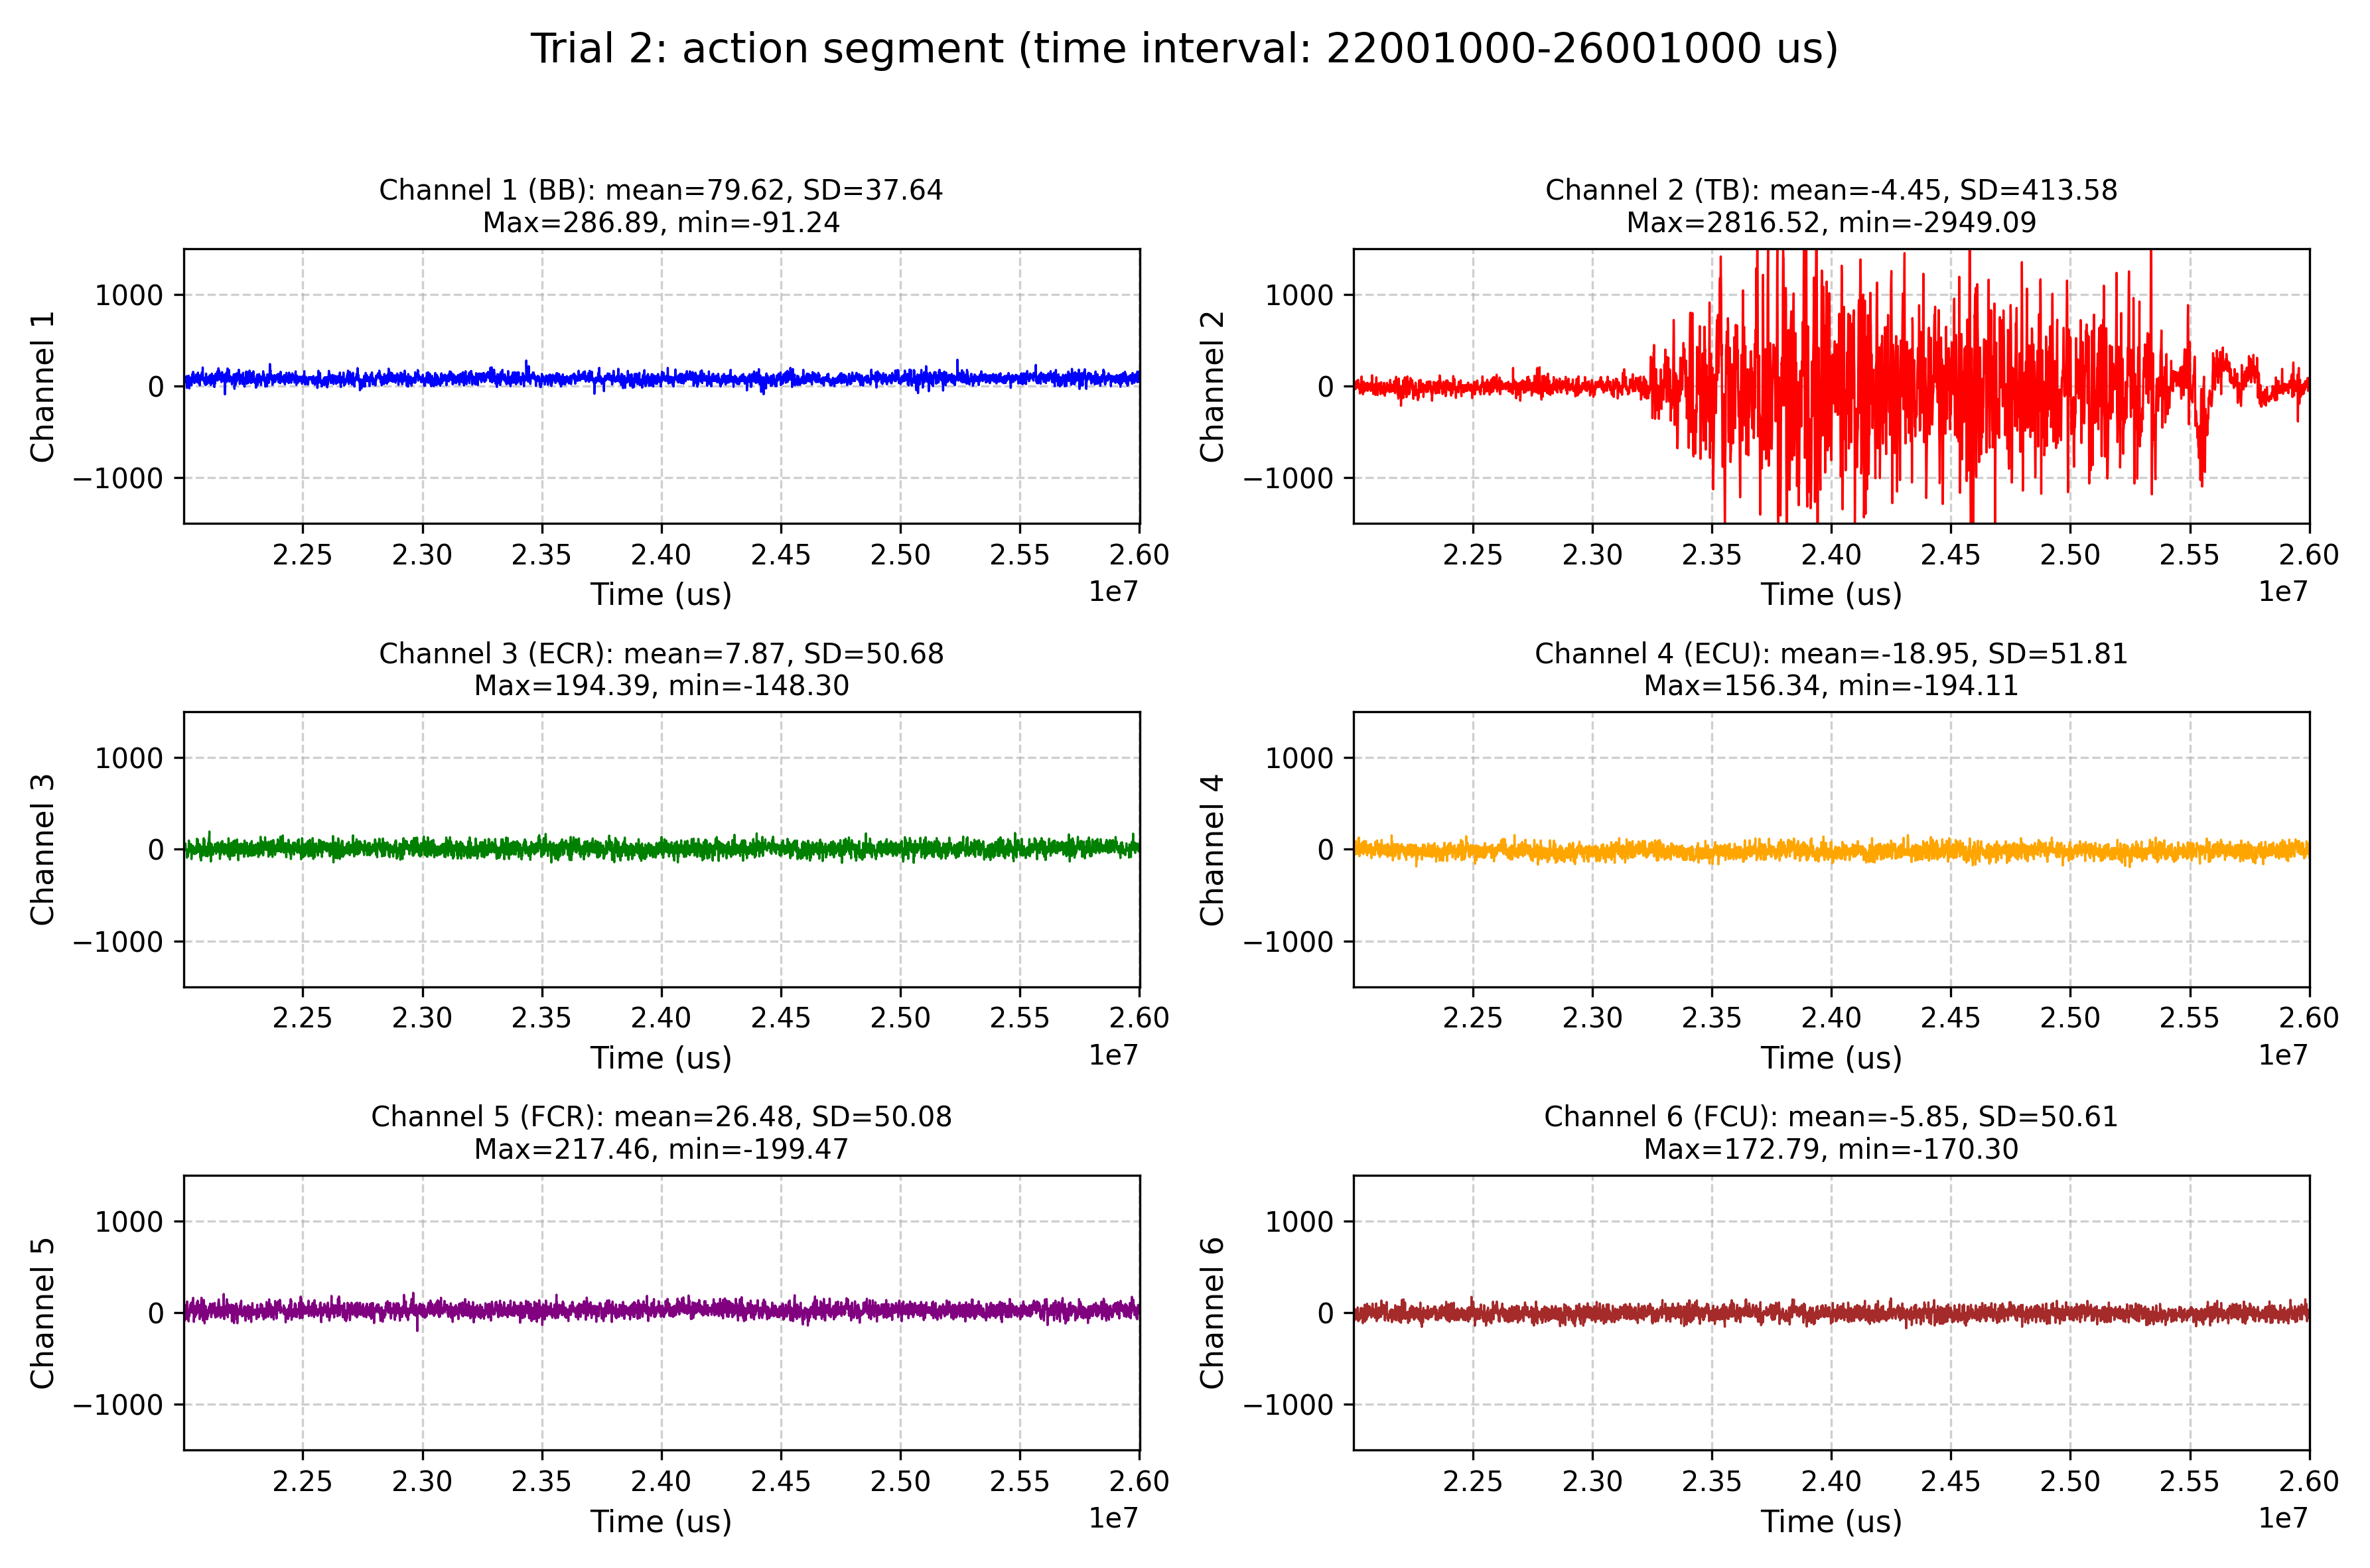 Trial 2: action segment (time interval: 22001000-26001000 us)
Channel 1 (BB): mean=79.62, SD=37.64
Max=286.89, min=-91.24
Channel 1
1000
0
−1000
2.25 2.30 2.35 2.40 2.45 2.50 2.55 2.60
1e7
Time (us)
Channel 2 (TB): mean=-4.45, SD=413.58
Max=2816.52, min=-2949.09
Channel 2
1000
0
−1000
2.25 2.30 2.35 2.40 2.45 2.50 2.55 2.60
1e7
Time (us)
Channel 3 (ECR): mean=7.87, SD=50.68
Max=194.39, min=-148.30
Channel 3
1000
0
−1000
2.25 2.30 2.35 2.40 2.45 2.50 2.55 2.60
1e7
Time (us)
Channel 4 (ECU): mean=-18.95, SD=51.81
Max=156.34, min=-194.11
Channel 4
1000
0
−1000
2.25 2.30 2.35 2.40 2.45 2.50 2.55 2.60
1e7
Time (us)
Channel 5 (FCR): mean=26.48, SD=50.08
Max=217.46, min=-199.47
Channel 5
1000
0
−1000
2.25 2.30 2.35 2.40 2.45 2.50 2.55 2.60
1e7
Time (us)
Channel 6 (FCU): mean=-5.85, SD=50.61
Max=172.79, min=-170.30
Channel 6
1000
0
−1000
2.25 2.30 2.35 2.40 2.45 2.50 2.55 2.60
1e7
Time (us)